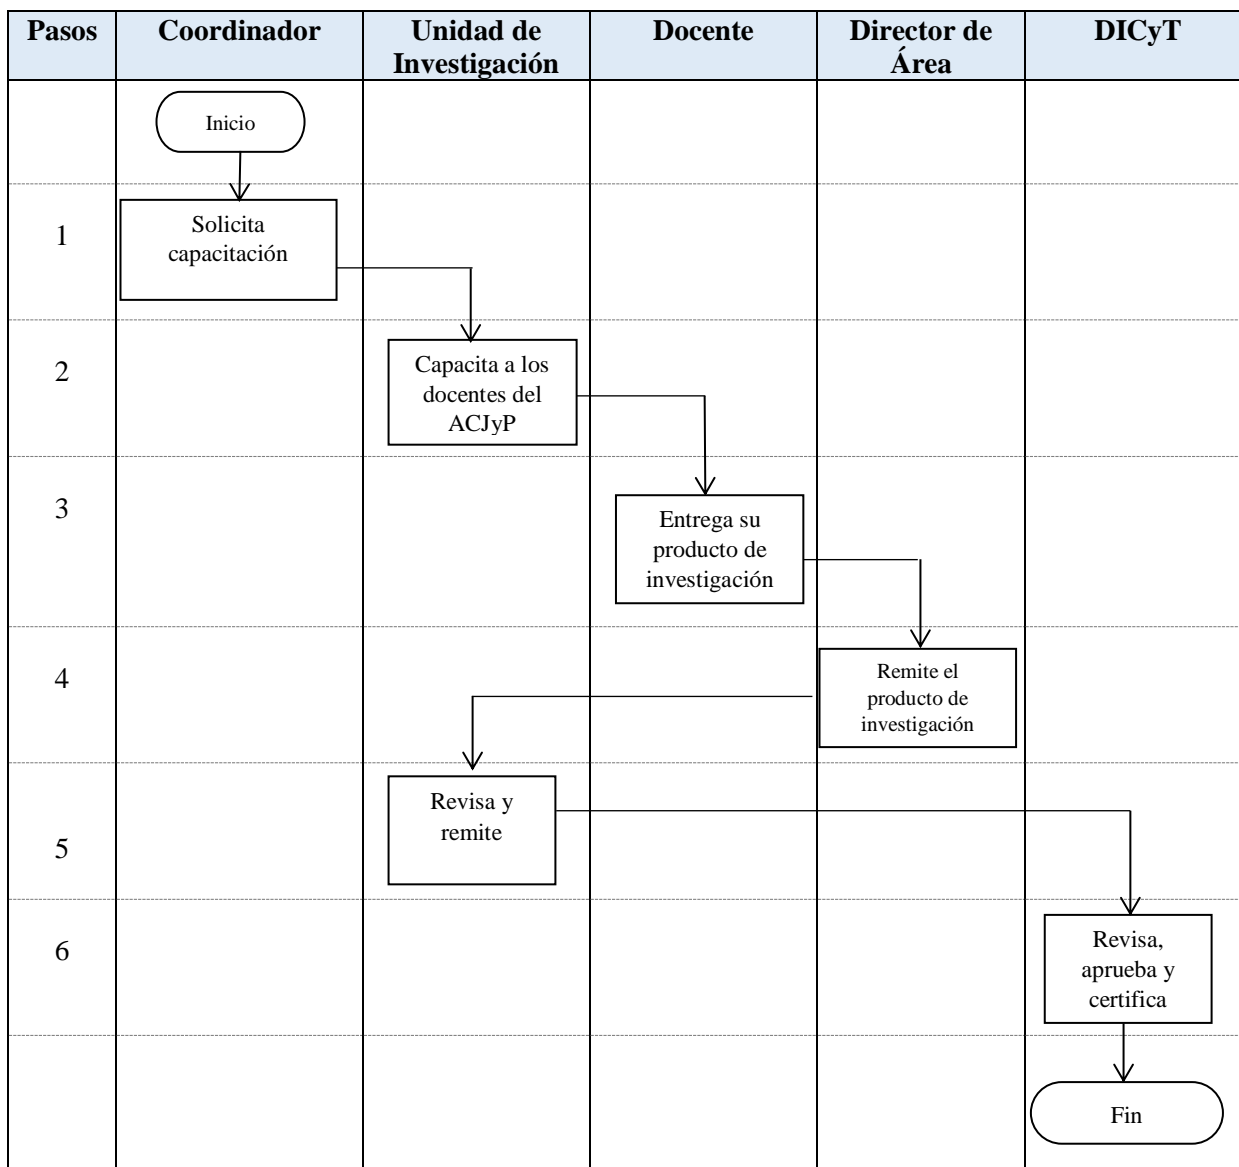 Pasos
Coordinador
Unidad de
Investigación
Docente
Director de
Área
DICyT
Inicio
1
Solicita
capacitación
2
Capacita a los
docentes del
ACJyP
3
Entrega su
producto de
investigación
4
Remite el
producto de
investigación
5
Revisa y
remite
6
Revisa,
aprueba y
certifica
Fin